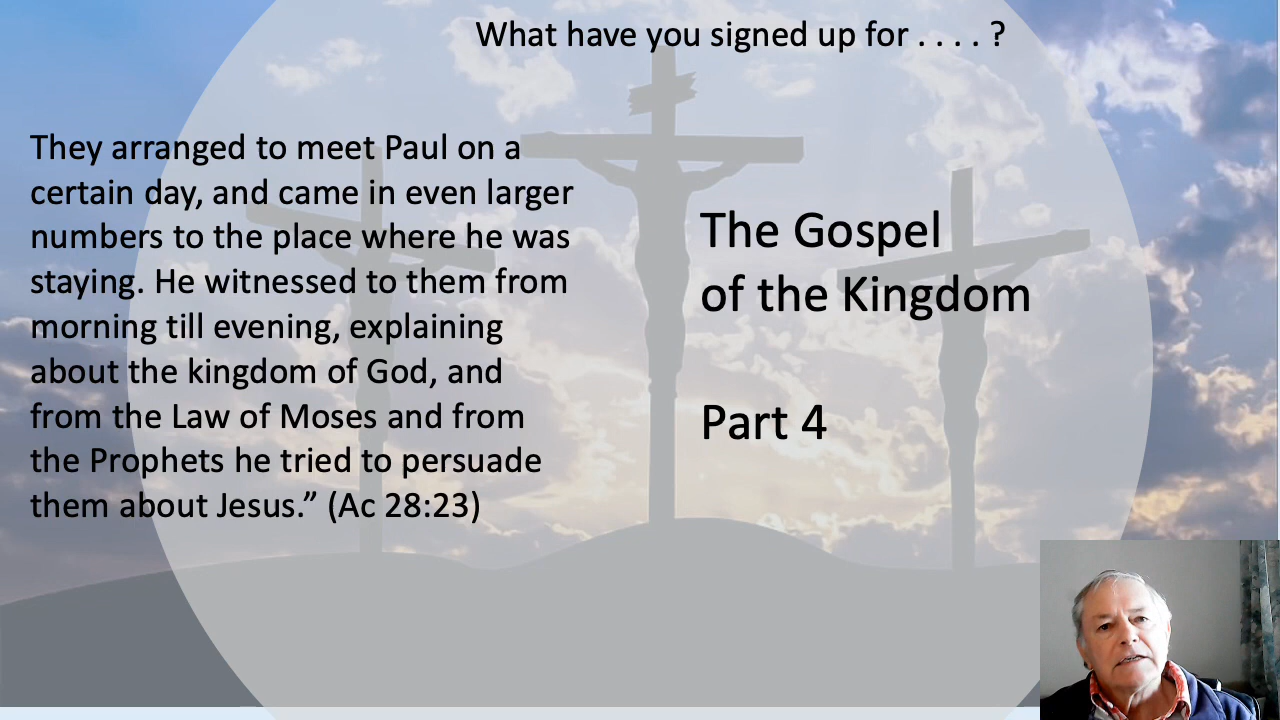 What have you signed up for . . . . ?
They arranged to meet Paul on a
certain day, and came in even larger
numbers to the place where he was
staying. He witnessed to them from
morning till evening, explaining
about the kingdom of God, and
from the Law of Moses and from
the Prophets he tried to persuade
them about Jesus.” (Ac 28:23)
The Gospel
of the Kingdom
Part 4